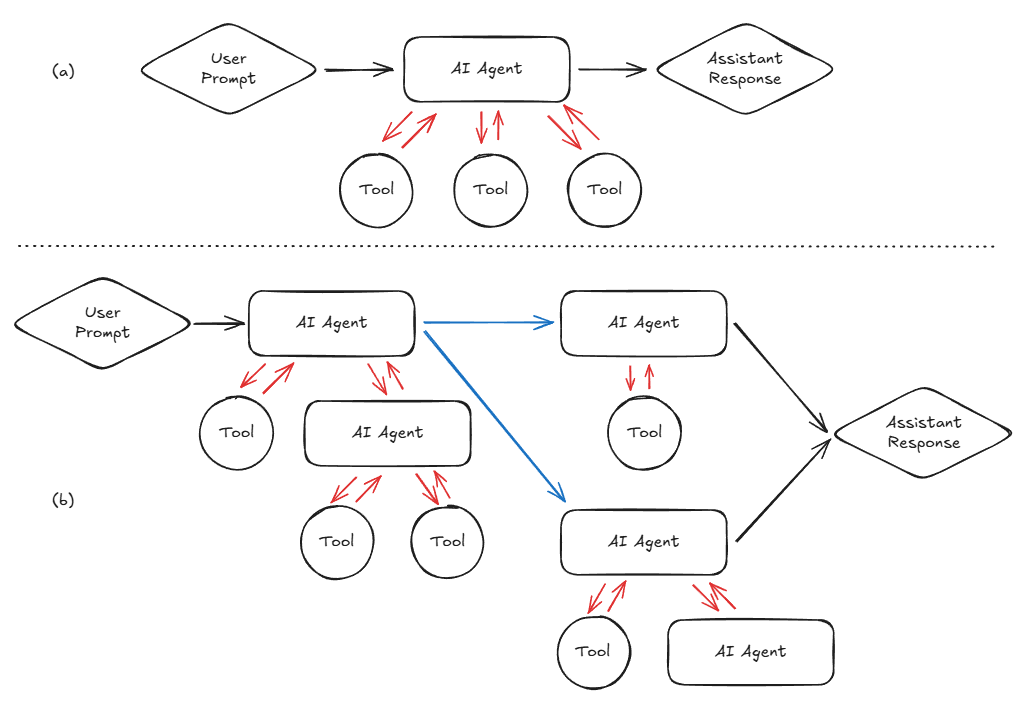 (a)
User
Prompt
AI Agent
Assistant
Response
Tool
Tool
Tool
(b)
User
Prompt
AI Agent
AI Agent
Tool
AI Agent
Tool
Assistant
Response
Tool
Tool
AI Agent
Tool
AI Agent